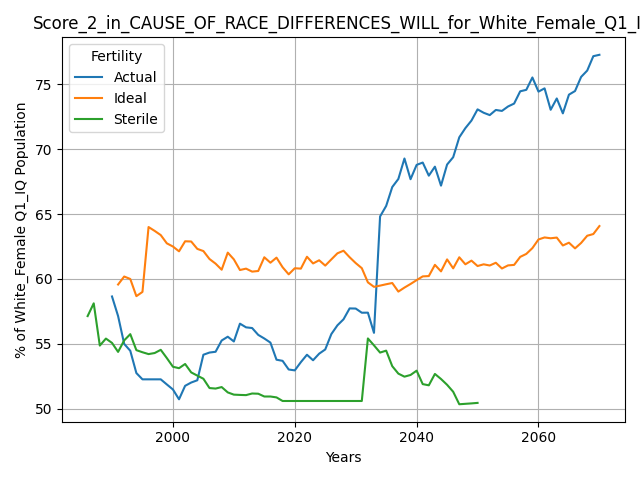 Score_2_in_CAUSE_OF_RACE_DIFFERENCES_WILL_for_White_Female_Q1_I
Fertility
Actual
Ideal
Sterile
% of White_Female Q1_IQ Population
75
70
65
60
55
50
2000
2020
2040
2060
Years